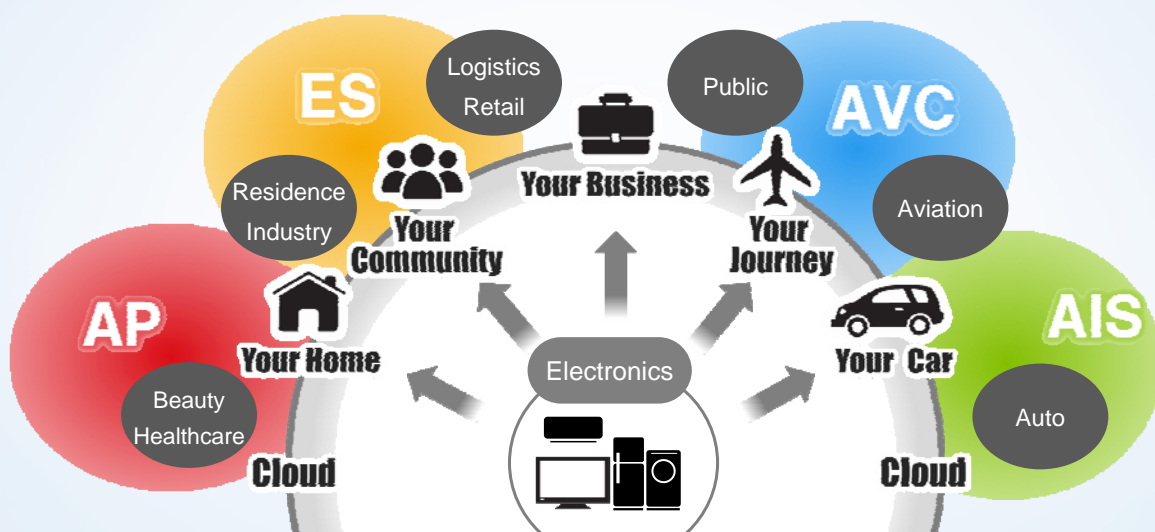 ES
Logistics
Retail
Public
AVC
Residence
Industry
Your Business
Your
Community
Your
Journey
Aviation
AP
Your Home
Beauty
Healthcare
Electronics
Your Car
AIS
Auto
Cloud
Cloud